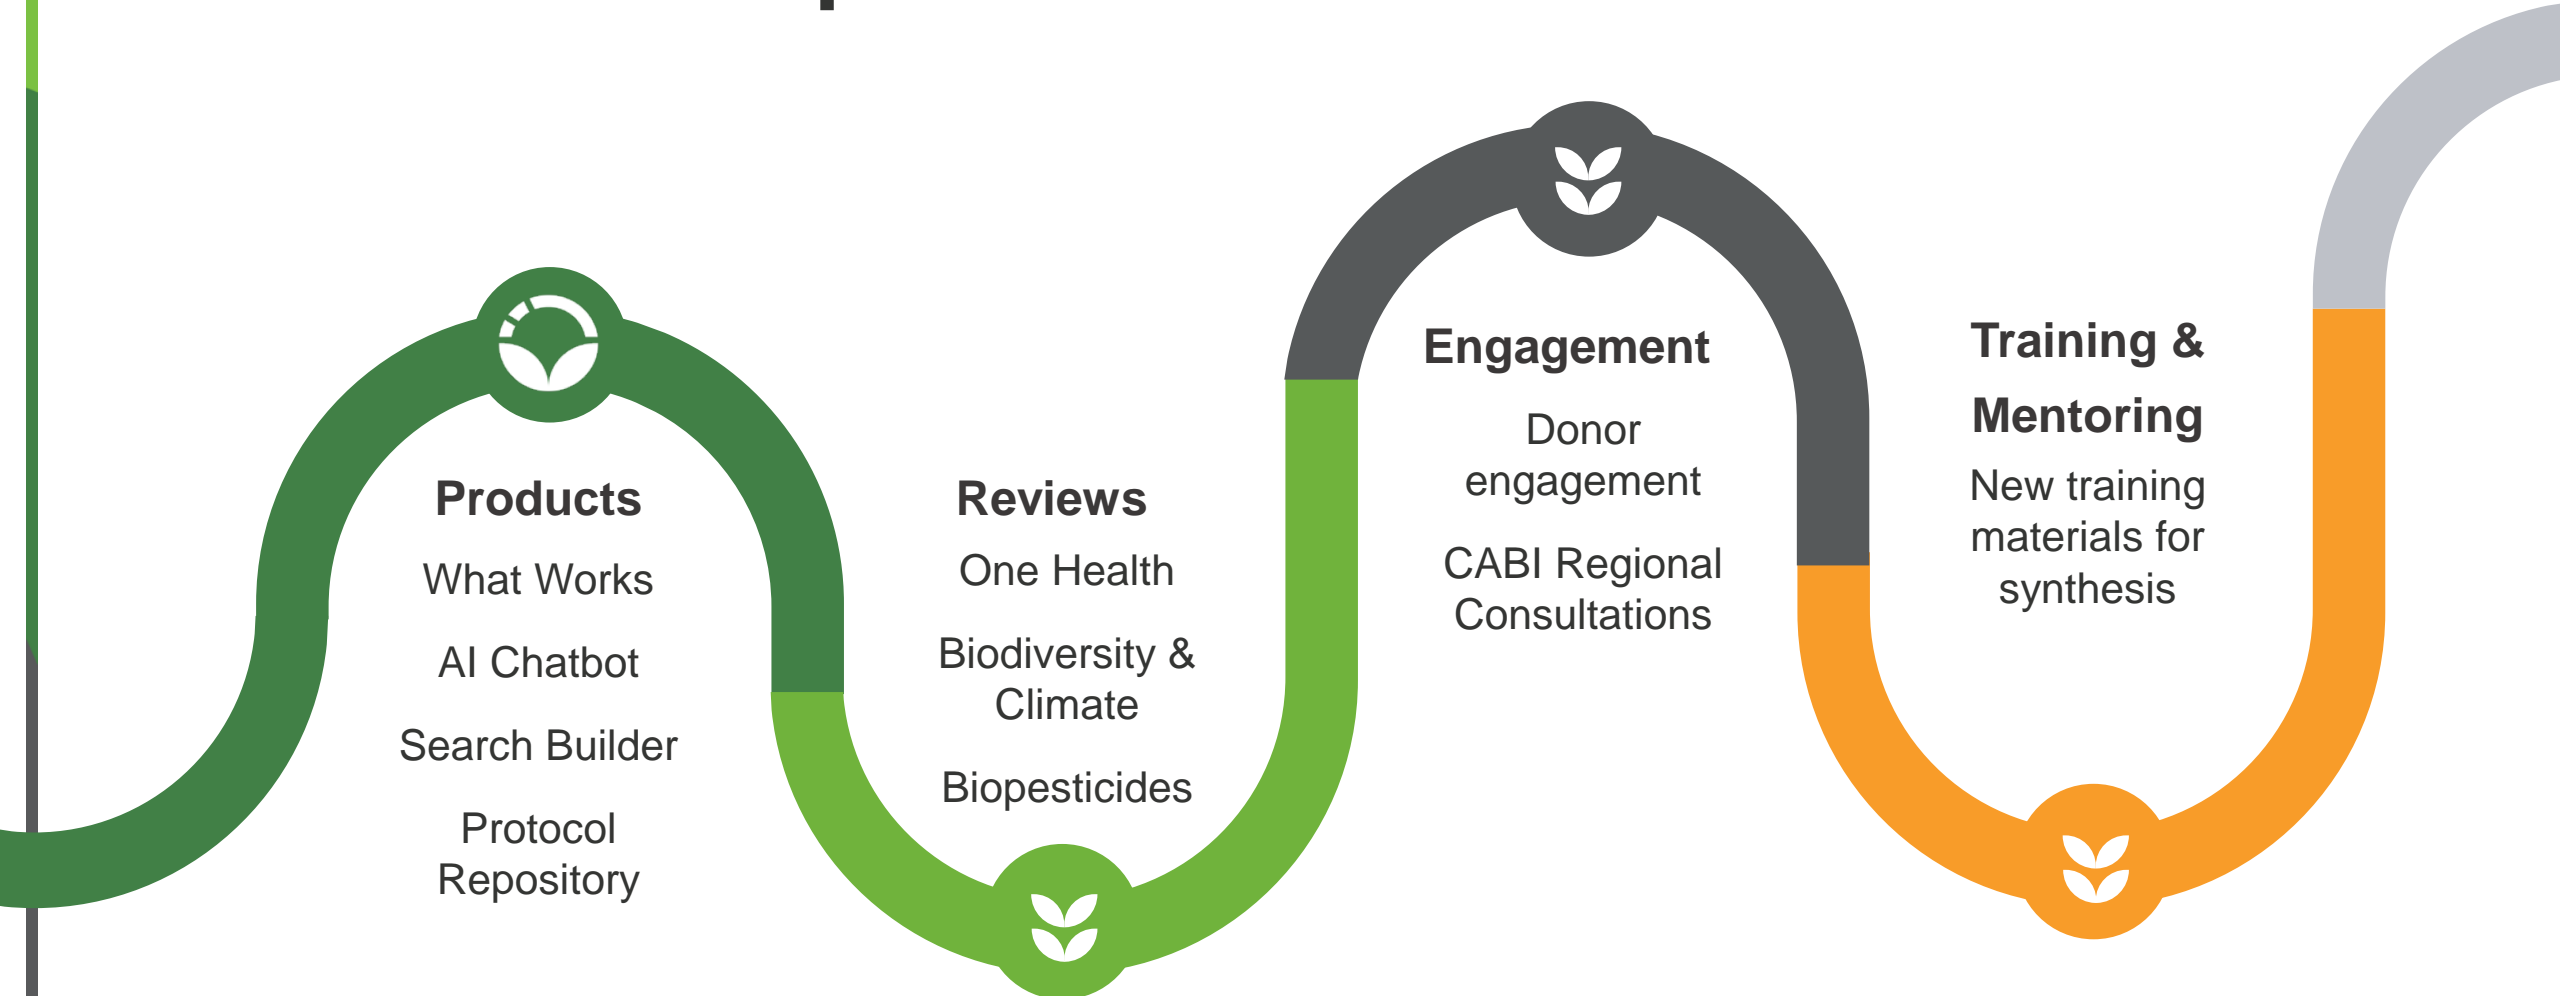 Products
What Works
AI Chatbot
Search Builder
Protocol
Repository
Reviews
One Health
Biodiversity &
Climate
Biopesticides
Engagement
Donor
engagement
CABI Regional
Consultations
Training &
Mentoring
New training
materials for
synthesis